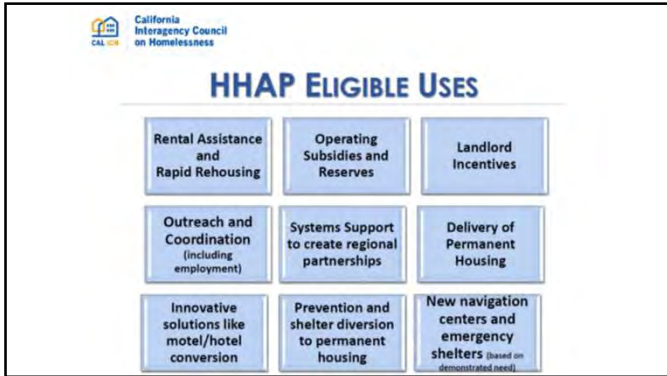 California
Interagency Council
on Homelessness
CAL ICH
HHAP ELIGIBLE USES
Rental Assistance
and
Rapid Rehousing
Operating
Subsidies and
Reserves
Landlord
Incentives
Outreach and
Coordination
(including
employment)
Systems Support
to create regional
partnerships
Delivery of
Permanent
Housing
Innovative
solutions like
motel/hotel
conversion
Prevention and
shelter diversion
to permanent
housing
New navigation
centers and
emergency
shelters (based on
demonstrated need)